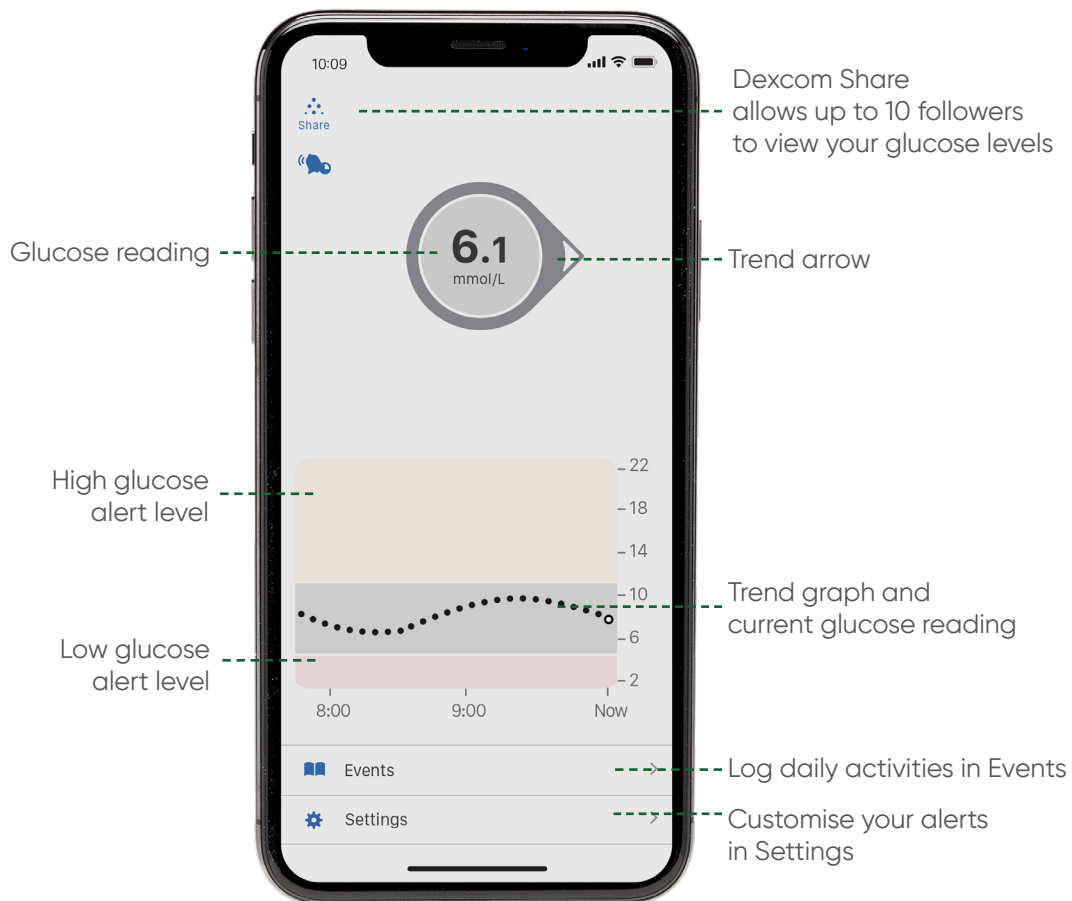 10:09
Share
Dexcom Share
allows up to 10 followers
to view your glucose levels
Glucose reading
6.1
mmol/L
Trend arrow
High glucose
alert level
22
18
14
10
6
2
Trend graph and
current glucose reading
Low glucose
alert level
8:00 9:00 Now
Events
Log daily activities in Events
Settings
Customise your alerts
in Settings